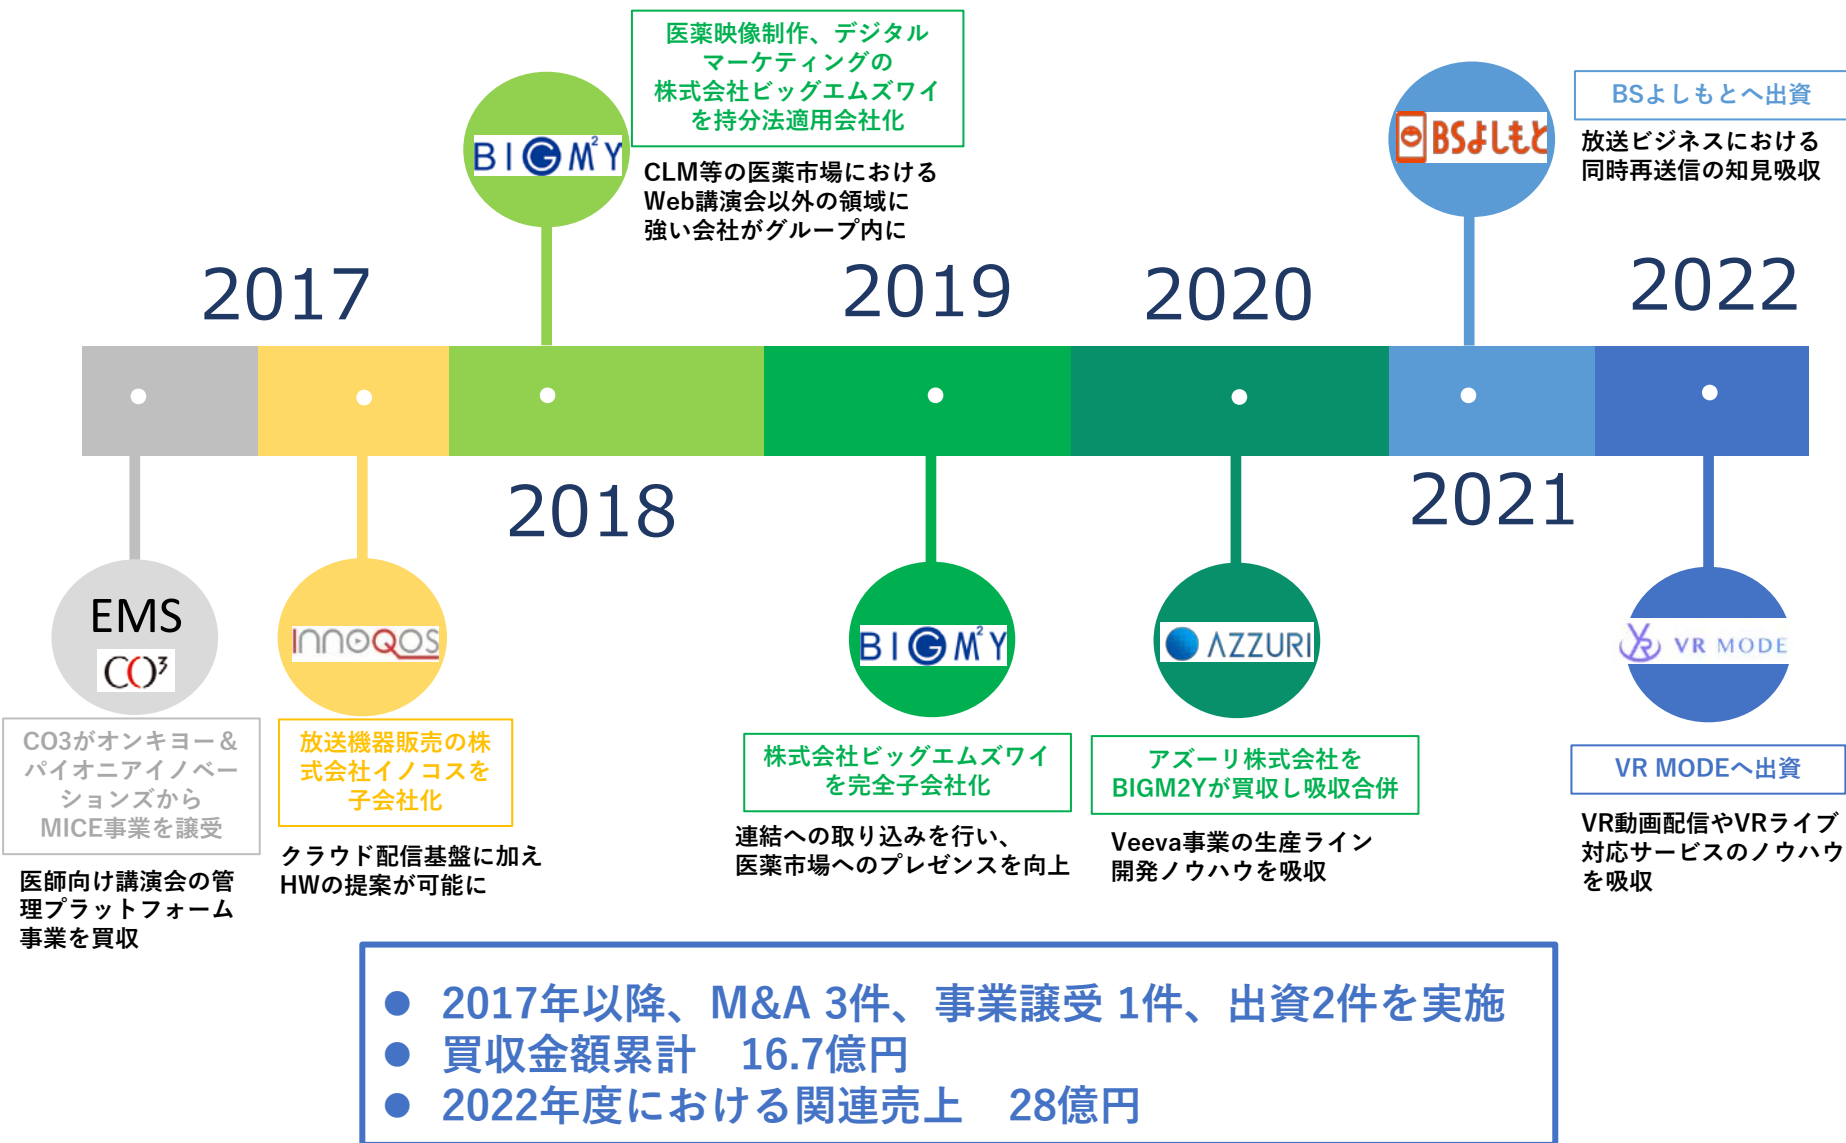 医薬映像制作、デジタル
マーケティングの
株式会社ビッグエムズワイ
を持分法適用会社化
BIGM²Y
CLM等の医薬市場における
Web講演会以外の領域に
強い会社がグループ内に
BSよしもと
BSよしもとへ出資
放送ビジネスにおける
同時再送信の知見吸収
2017
2019
2020
2022
2018
2021
EMS
CO³
CO3がオンキヨー＆
パイオニアイノベー
ションズから
MICE事業を譲受
医師向け講演会の管
理プラットフォーム
事業を買収
INNOQOS
放送機器販売の株
式会社イノコスを
子会社化
クラウド配信基盤に加え
HWの提案が可能に
BIGM²Y
株式会社ビッグエムズワイ
を完全子会社化
連結への取り込みを行い、
医薬市場へのプレゼンスを向上
AZZURI
アズーリ株式会社を
BIGM2Yが買収し吸収合併
Veeva事業の生産ライン
開発ノウハウを吸収
VR MODE
VR MODEへ出資
VR動画配信やVRライブ
対応サービスのノウハウ
を吸収
● 2017年以降、M&A 3件、事業譲受 1件、出資2件を実施
● 買収金額累計　16.7億円
● 2022年度における関連売上　28億円